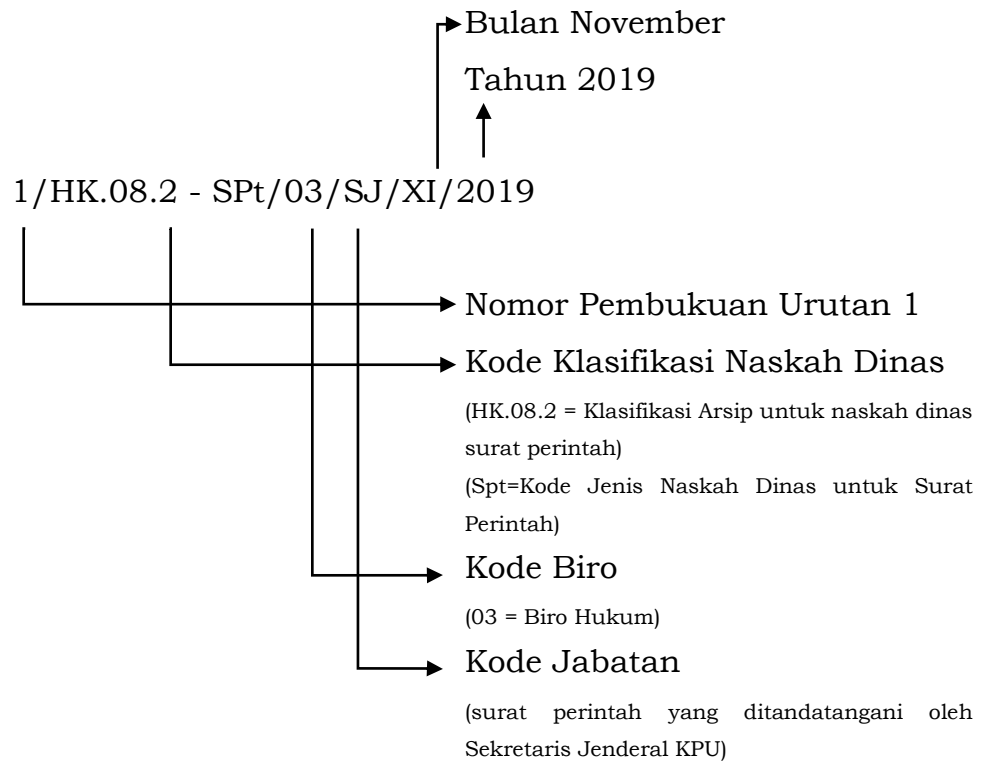 Bulan November
Tahun 2019
1/HK.08.2 - SPt/03/SJ/XI/2019
Nomor Pembukuan Urutan 1
Kode Klasifikasi Naskah Dinas
(HK.08.2 = Klasifikasi Arsip untuk naskah dinas
surat perintah)
(Spt=Kode Jenis Naskah Dinas untuk Surat
Perintah)
Kode Biro
(03 = Biro Hukum)
Kode Jabatan
(surat perintah yang ditandatangani oleh
Sekretaris Jenderal KPU)